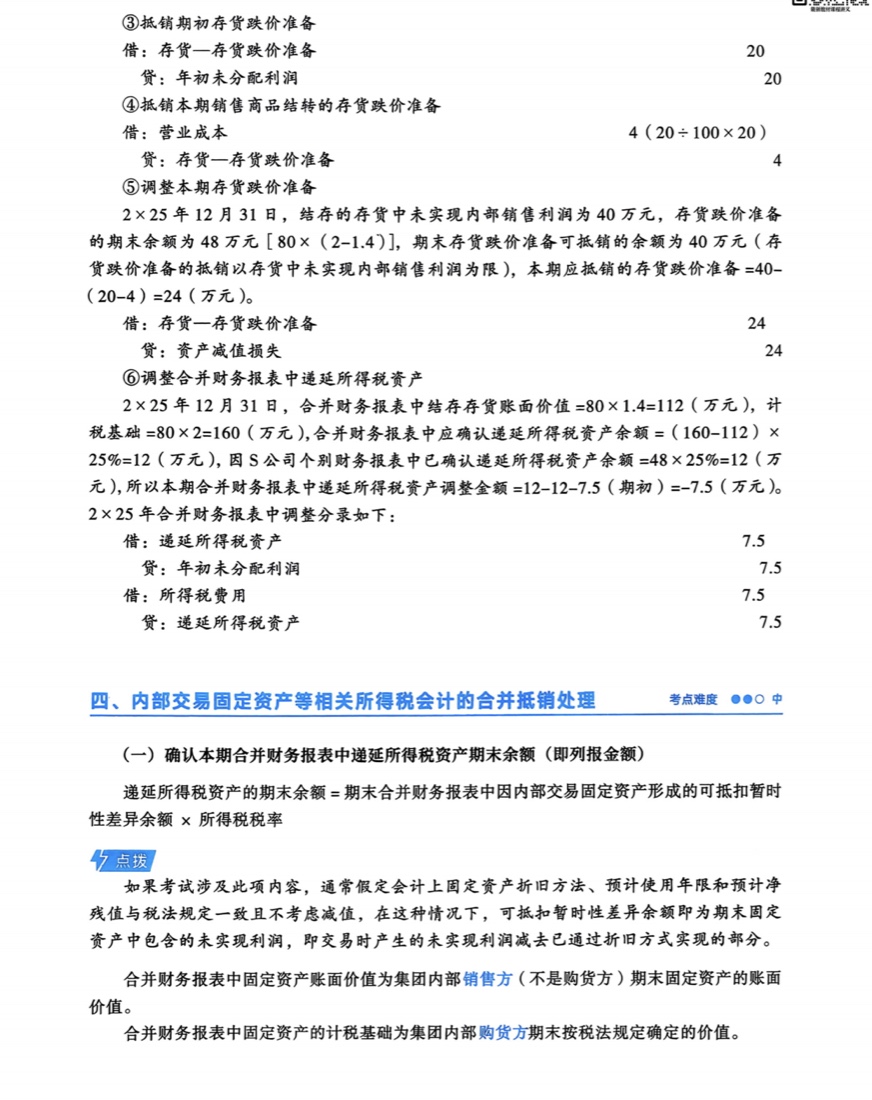 ③抵销期初存货跌价准备
借：存货—存货跌价准备 20
贷：年初未分配利润 20
④抵销本期销售商品结转的存货跌价准备
借：营业成本 4（20÷100×20）
贷：存货—存货跌价准备 4
⑤调整本期存货跌价准备
2×25 年 12 月 31 日，结存的存货中未实现内部销售利润为 40 万元，存货跌价准备
的期末余额为 48 万元［80×（2-1.4）］，期末存货跌价准备可抵销的余额为 40 万元（存
货跌价准备的抵销以存货中未实现内部销售利润为限），本期应抵销的存货跌价准备 =40-
（20-4）=24（万元）。
借：存货—存货跌价准备 24
贷：资产减值损失 24
⑥调整合并财务报表中递延所得税资产
2×25 年 12 月 31 日，合并财务报表中结存存货账面价值 =80×1.4=112（万元），计
税基础 =80×2=160（万元），合并财务报表中应确认递延所得税资产余额 =（160-112）×
25%=12（万元），因 S 公司个别财务报表中已确认递延所得税资产余额 =48×25%=12（万
元），所以本期合并财务报表中递延所得税资产调整金额 =12-12-7.5（期初）=-7.5（万元）。
2×25 年合并财务报表中调整分录如下：
借：递延所得税资产 7.5
贷：年初未分配利润 7.5
借：所得税费用 7.5
贷：递延所得税资产 7.5
四、内部交易固定资产等相关所得税会计的合并抵销处理 考点难度 ●●○ 中
（一）确认本期合并财务报表中递延所得税资产期末余额（即列报金额）
递延所得税资产的期末余额 = 期末合并财务报表中因内部交易固定资产形成的可抵扣暂时
性差异余额 × 所得税税率
点拨
如果考试涉及此项内容，通常假定会计上固定资产折旧方法、预计使用年限和预计净
残值与税法规定一致且不考虑减值，在这种情况下，可抵扣暂时性差异余额即为期末固定
资产中包含的未实现利润，即交易时产生的未实现利润减去已通过折旧方式实现的部分。
合并财务报表中固定资产账面价值为集团内部销售方（不是购货方）期末固定资产的账面
价值。
合并财务报表中固定资产的计税基础为集团内部购货方期末按税法规定确定的价值。